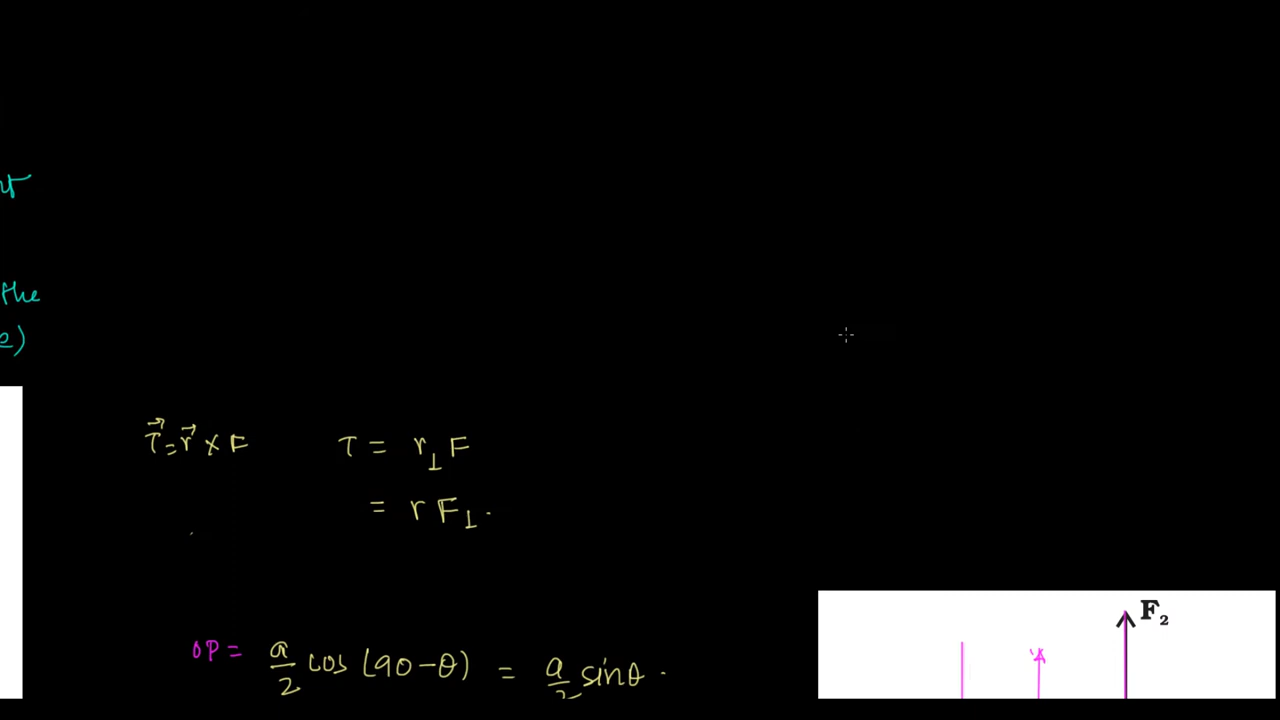 the
τ⃗ = r⃗ × F τ = r⊥ F
= r F⊥ .
F₂
OP = a/2 cos (90 - θ) = a/2 sinθ .